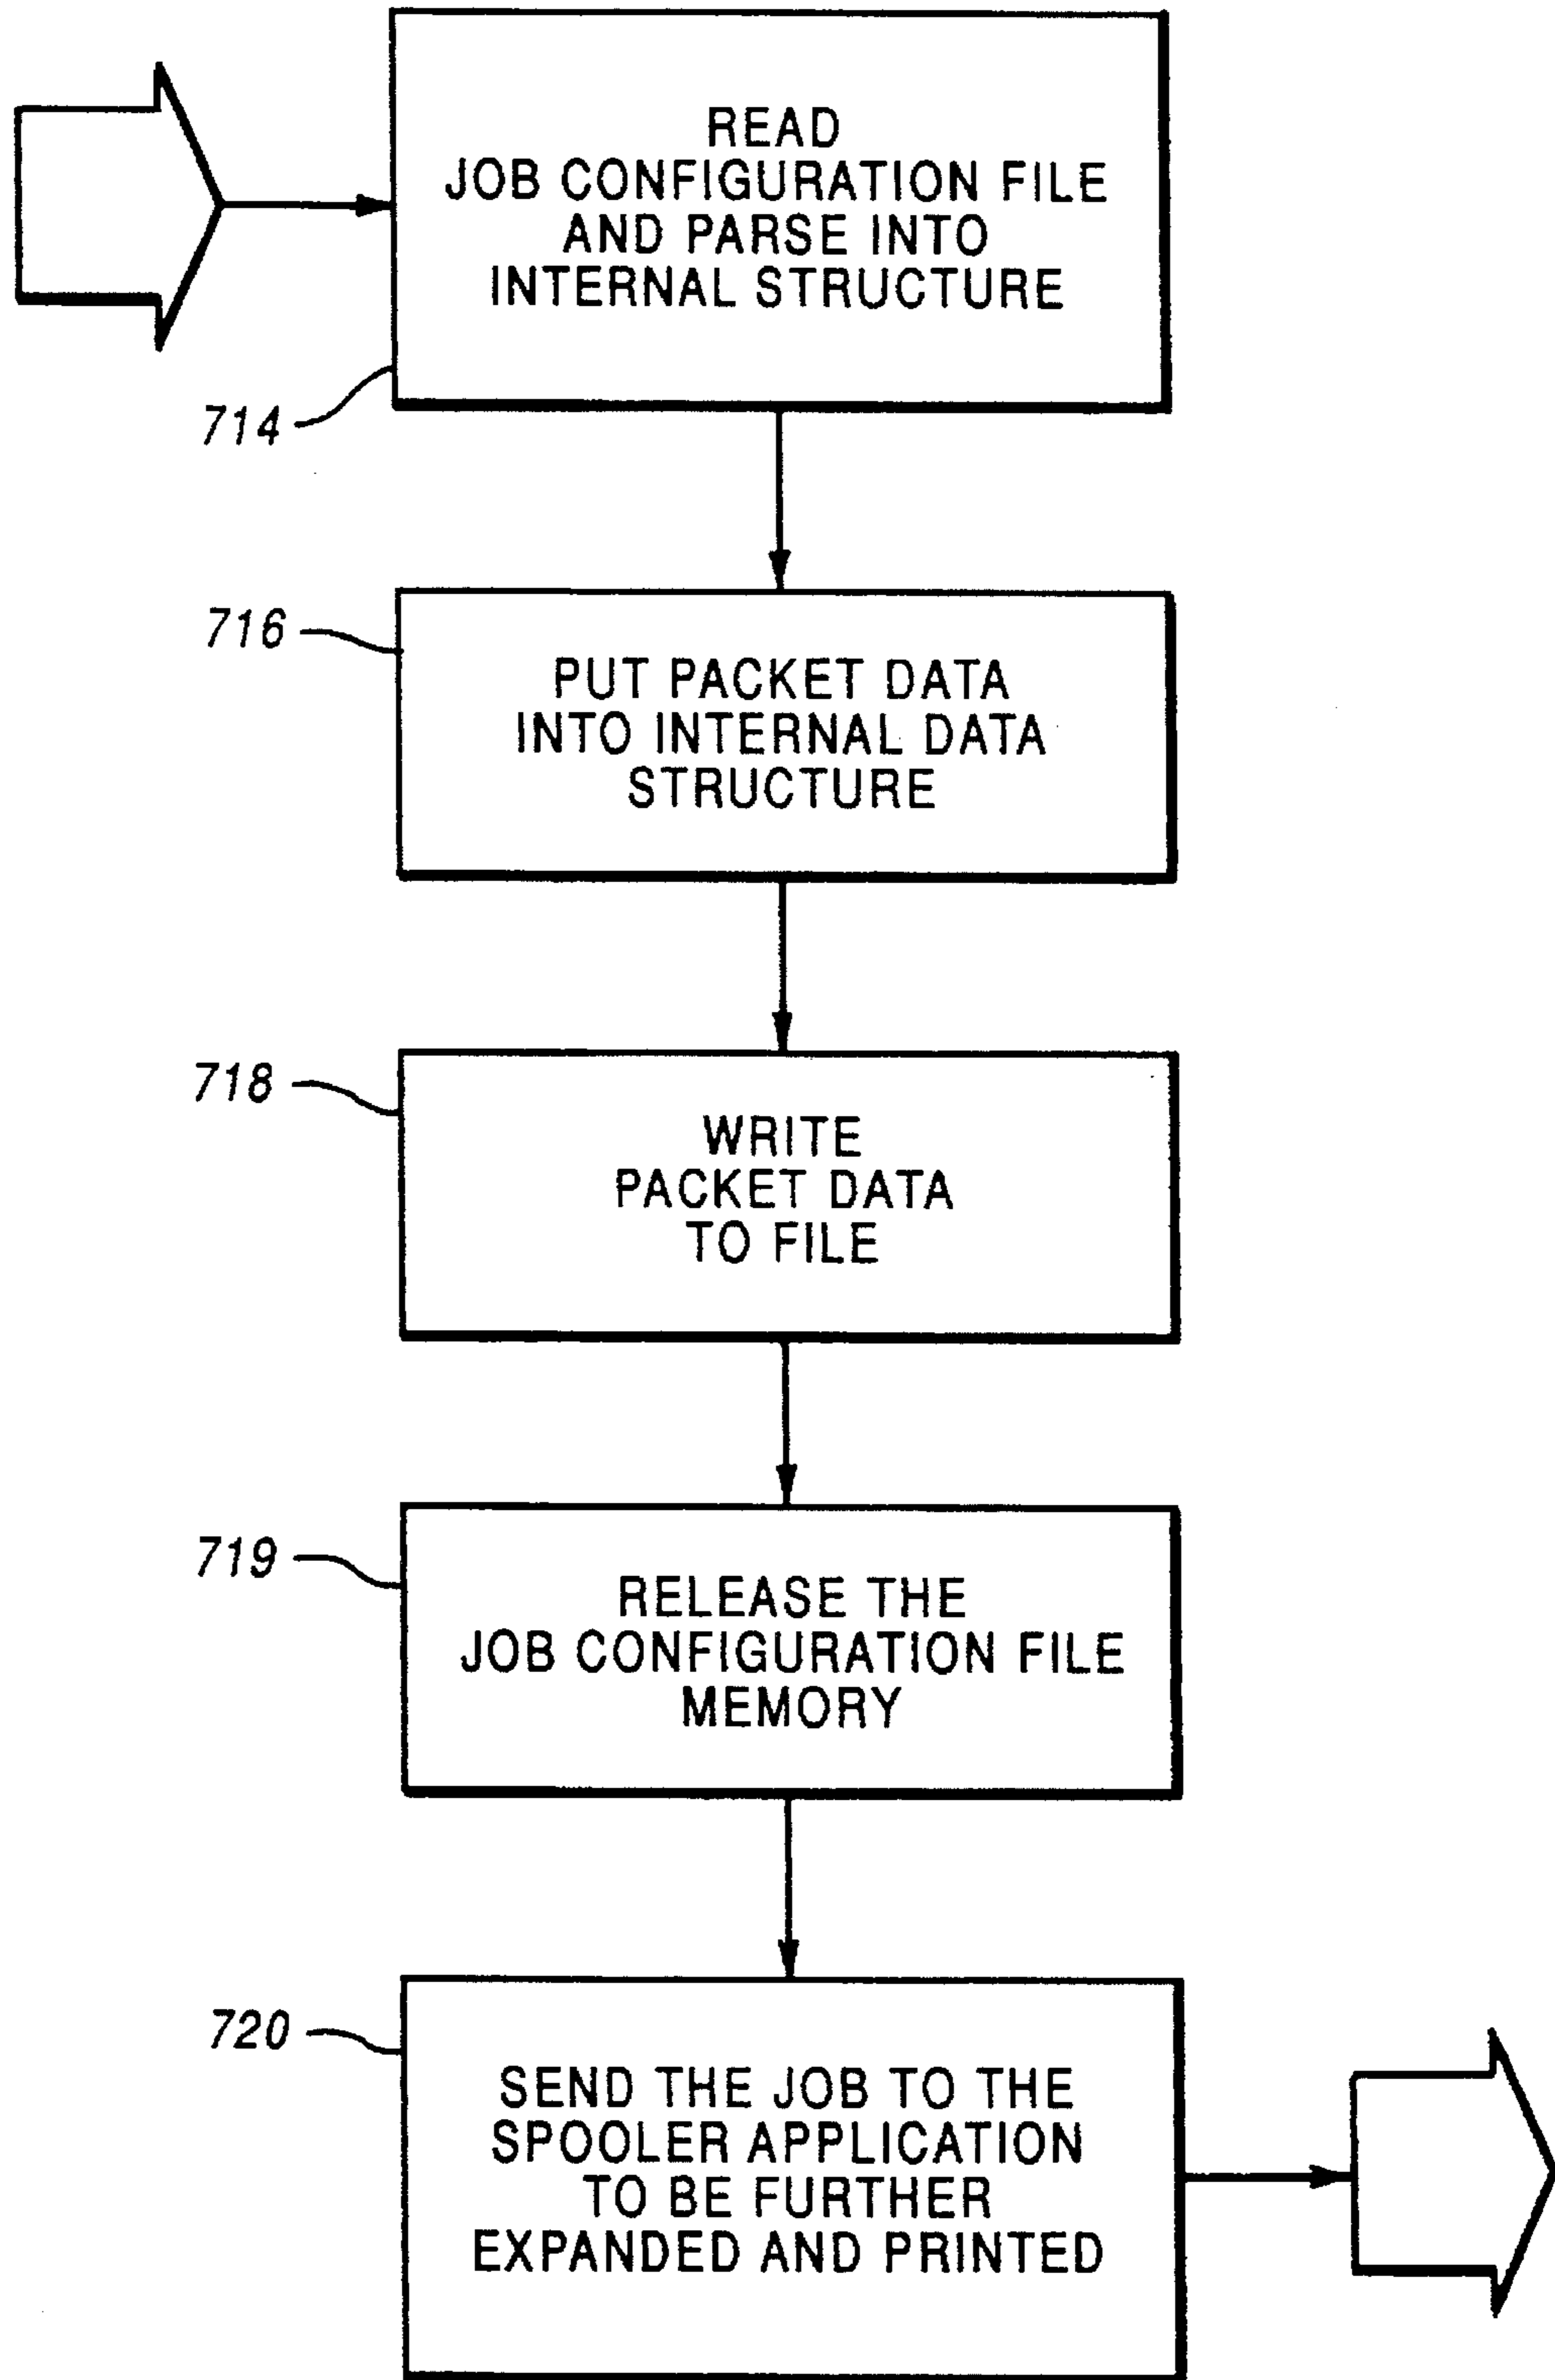 READ
JOB CONFIGURATION FILE
AND PARSE INTO
INTERNAL STRUCTURE
714
716
PUT PACKET DATA
INTO INTERNAL DATA
STRUCTURE
718
WRITE
PACKET DATA
TO FILE
719
RELEASE THE
JOB CONFIGURATION FILE
MEMORY
720
SEND THE JOB TO THE
SPOOLER APPLICATION
TO BE FURTHER
EXPANDED AND PRINTED